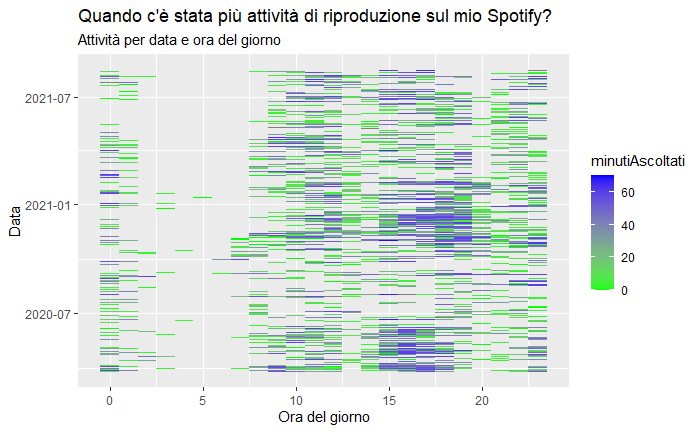 Quando c'è stata più attività di riproduzione sul mio Spotify?
Attività per data e ora del giorno
2021-07
2021-01
2020-07
Data
0 5 10 15 20
Ora del giorno
minutiAscoltati
60
40
20
0